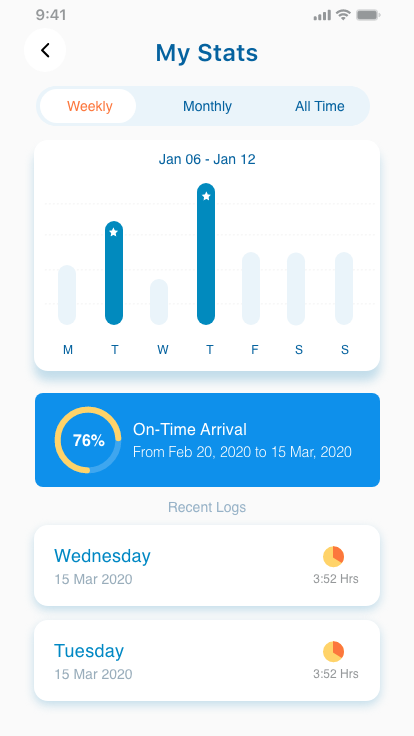 9:41
My Stats
Weekly Monthly All Time
Jan 06 - Jan 12
M T W T F S S
76%
On-Time Arrival
From Feb 20, 2020 to 15 Mar, 2020
Recent Logs
Wednesday
15 Mar 2020
3:52 Hrs
Tuesday
15 Mar 2020
3:52 Hrs